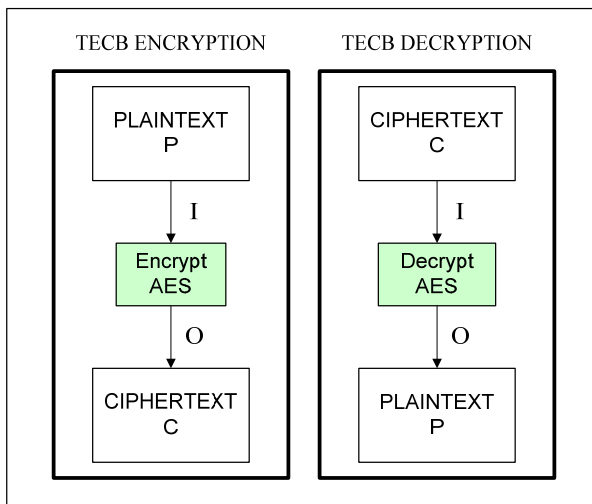 TECB ENCRYPTION
PLAINTEXT
P
I
Encrypt
AES
O
CIPHERTEXT
C
TECB DECRYPTION
CIPHERTEXT
C
I
Decrypt
AES
O
PLAINTEXT
P